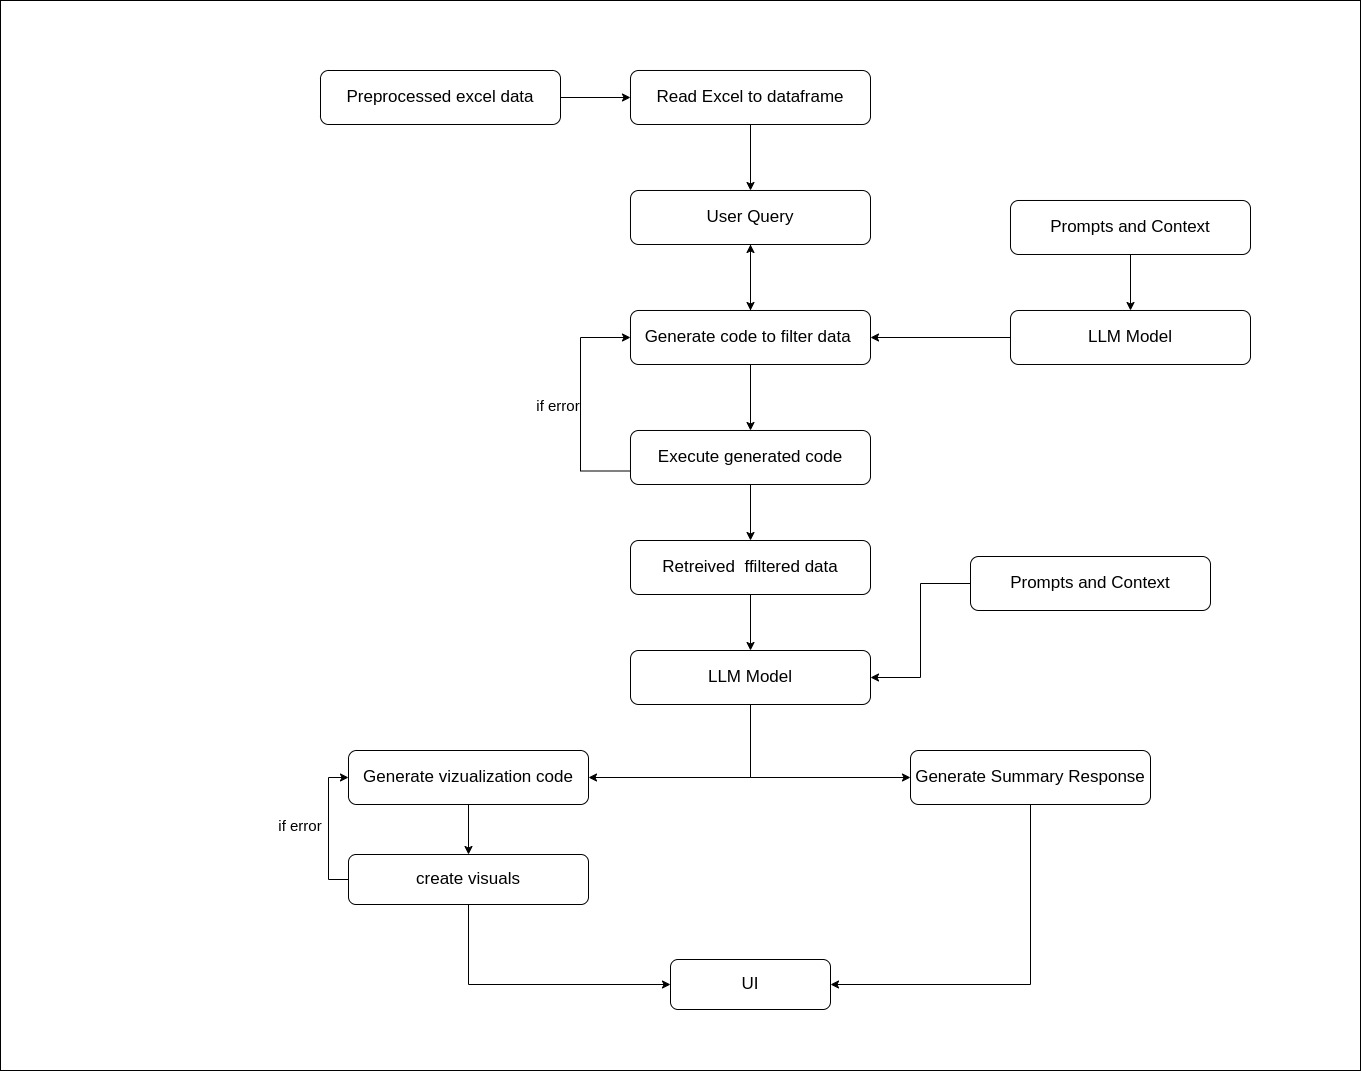 Preprocessed excel data
Read Excel to dataframe
User Query
Prompts and Context
Generate code to filter data
LLM Model
if error
Execute generated code
Retreived  ffiltered data
Prompts and Context
LLM Model
Generate vizualization code
Generate Summary Response
if error
create visuals
UI